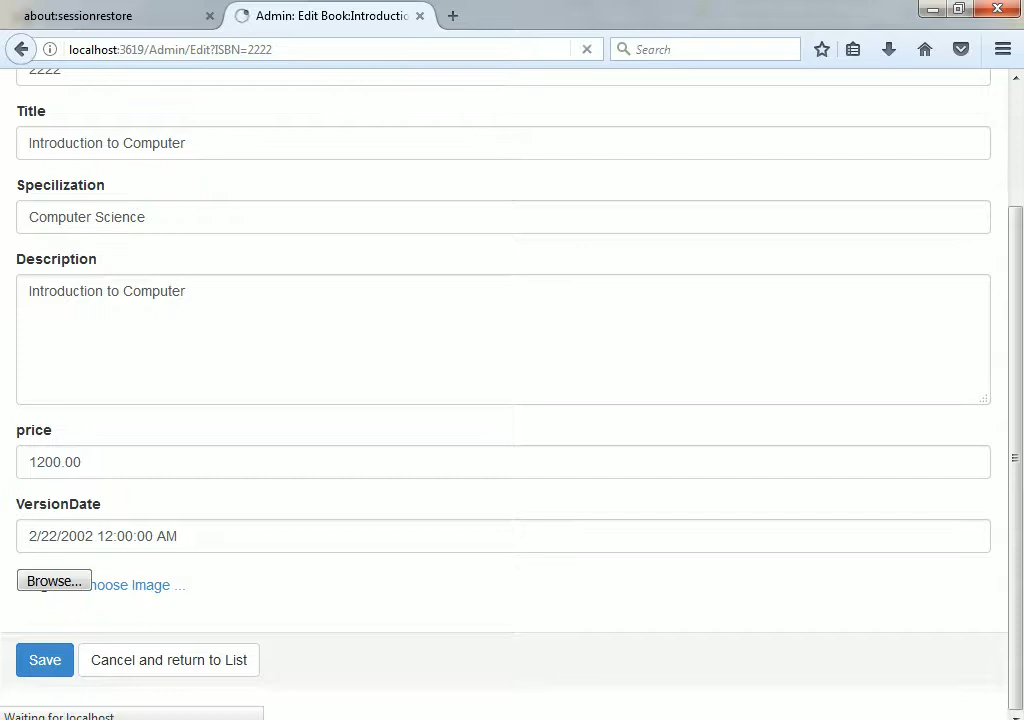 about:sessionrestore
Admin: Edit Book:Introductio
localhost:3619/Admin/Edit?ISBN=2222
Search
2222
Title
Introduction to Computer
Specilization
Computer Science
Description
Introduction to Computer
price
1200.00
VersionDate
2/22/2002 12:00:00 AM
Browse... hoose Image ...
Save
Cancel and return to List
Waiting for localhost